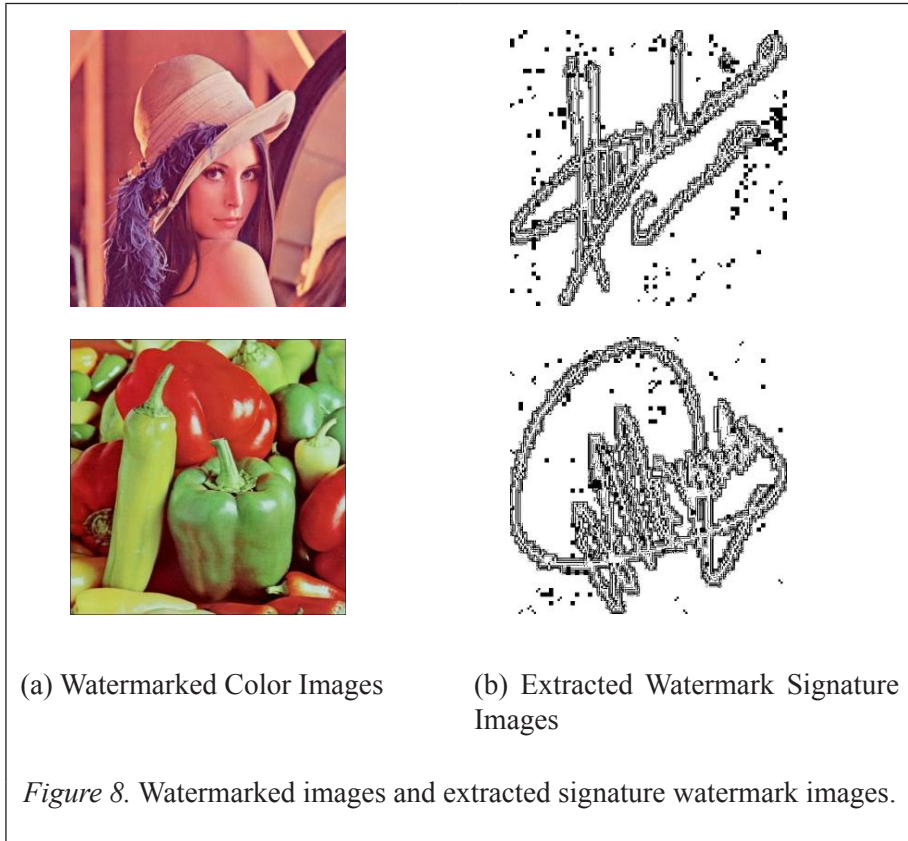 (a) Watermarked Color Images
(b) Extracted Watermark Signature
Images
Figure 8. Watermarked images and extracted signature watermark images.